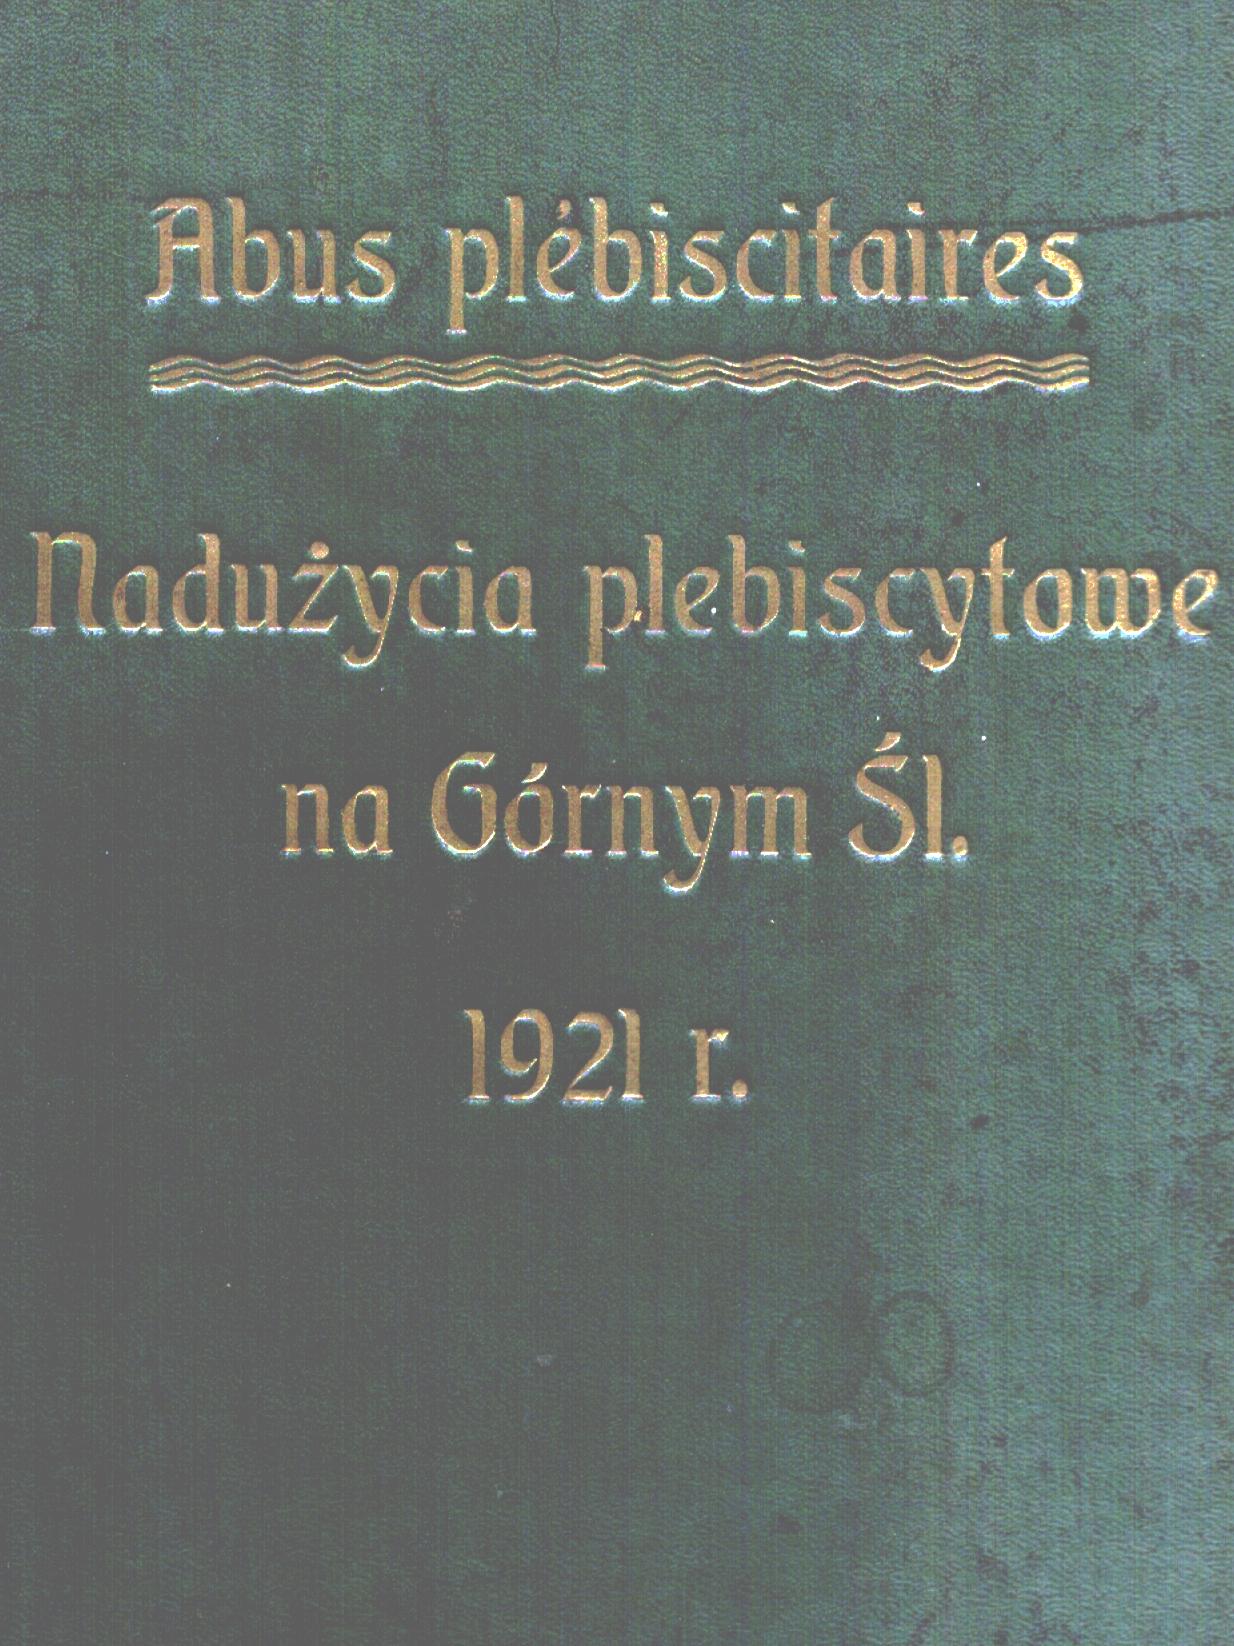 Abus plébiscitaires
Nadużycia plebiscytowe
na Górnym Śl.
1921 r.